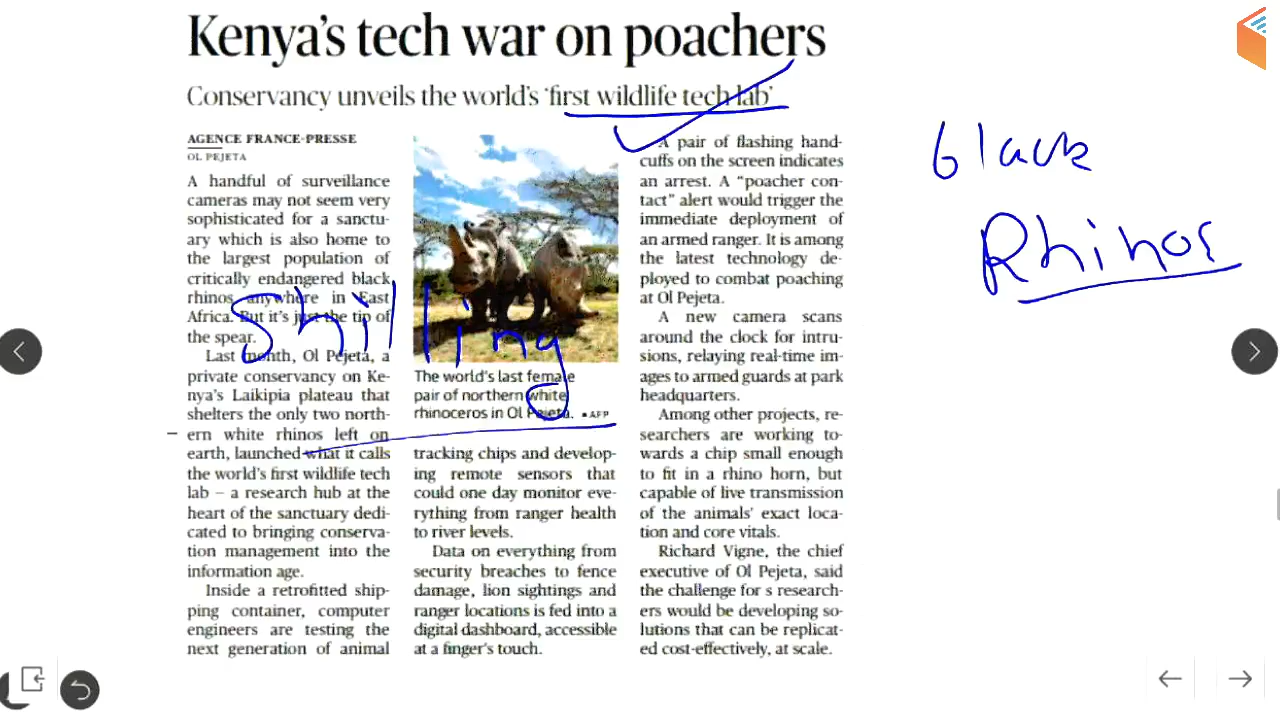 Kenya's tech war on poachers
Conservancy unveils the world's 'first wildlife tech lab'
AGENCE FRANCE-PRESSE
OL PEJETA
A handful of surveillance
cameras may not seem very
sophisticated for a sanctu-
ary which is also home to
the largest population of
critically endangered black
rhinos anywhere in East
Africa. But it's just the tip of
the spear.
Last month, Ol Pejeta, a
private conservancy on Ke-
nya's Laikipia plateau that
shelters the only two north-
ern white rhinos left on
earth, launched what it calls
the world's first wildlife tech
lab – a research hub at the
heart of the sanctuary dedi-
cated to bringing conserva-
tion management into the
information age.
Inside a retrofitted ship-
ping container, computer
engineers are testing the
next generation of animal
The world's last female
pair of northern white
rhinoceros in Ol Pejeta. ▪ AFP
tracking chips and develop-
ing remote sensors that
could one day monitor eve-
rything from ranger health
to river levels.
Data on everything from
security breaches to fence
damage, lion sightings and
ranger locations is fed into a
digital dashboard, accessible
at a finger's touch.
A pair of flashing hand-
cuffs on the screen indicates
an arrest. A “poacher con-
tact” alert would trigger the
immediate deployment of
an armed ranger. It is among
the latest technology de-
ployed to combat poaching
at Ol Pejeta.
A new camera scans
around the clock for intru-
sions, relaying real-time im-
ages to armed guards at park
headquarters.
Among other projects, re-
searchers are working to-
wards a chip small enough
to fit in a rhino horn, but
capable of live transmission
of the animals' exact loca-
tion and core vitals.
Richard Vigne, the chief
executive of Ol Pejeta, said
the challenge for s research-
ers would be developing so-
lutions that can be replicat-
ed cost-effectively, at scale.
Shilling
black
Rhinos